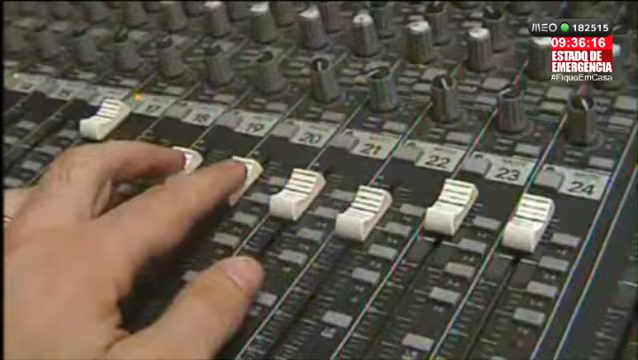 MEO 182515
09:36:16
ESTADO DE
EMERGÊNCIA
#FiqueEmCasa
17
18
19
20
21
22
23
24